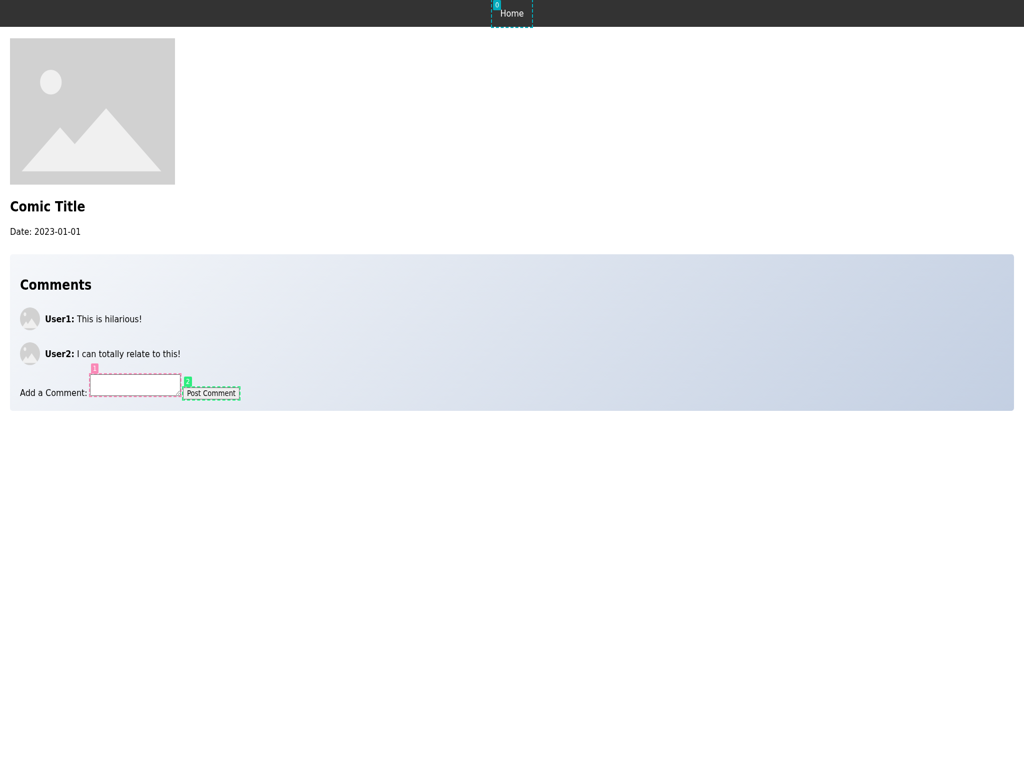 0
Home
Comic Title
Date: 2023-01-01
Comments
User1: This is hilarious!
User2: I can totally relate to this!
1
2
Add a Comment: Post Comment